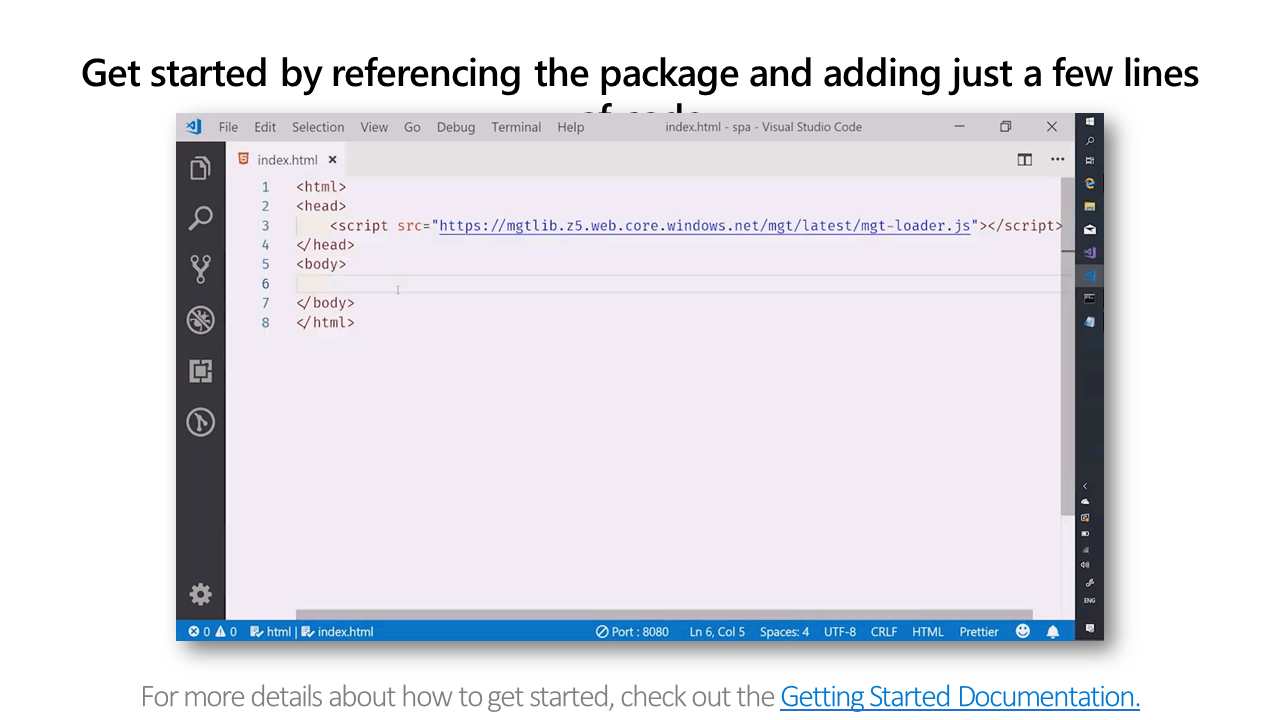 Get started by referencing the package and adding just a few lines
of code
File Edit Selection View Go Debug Terminal Help index.html - spa - Visual Studio Code
index.html
1 <html>
2 <head>
3 <script src="https://mgtlib.z5.web.core.windows.net/mgt/latest/mgt-loader.js"></script>
4 </head>
5 <body>
6
7 </body>
8 </html>
ENG
0 0 html | index.html Port : 8080 Ln 6, Col 5 Spaces: 4 UTF-8 CRLF HTML Prettier
For more details about how to get started, check out the Getting Started Documentation.